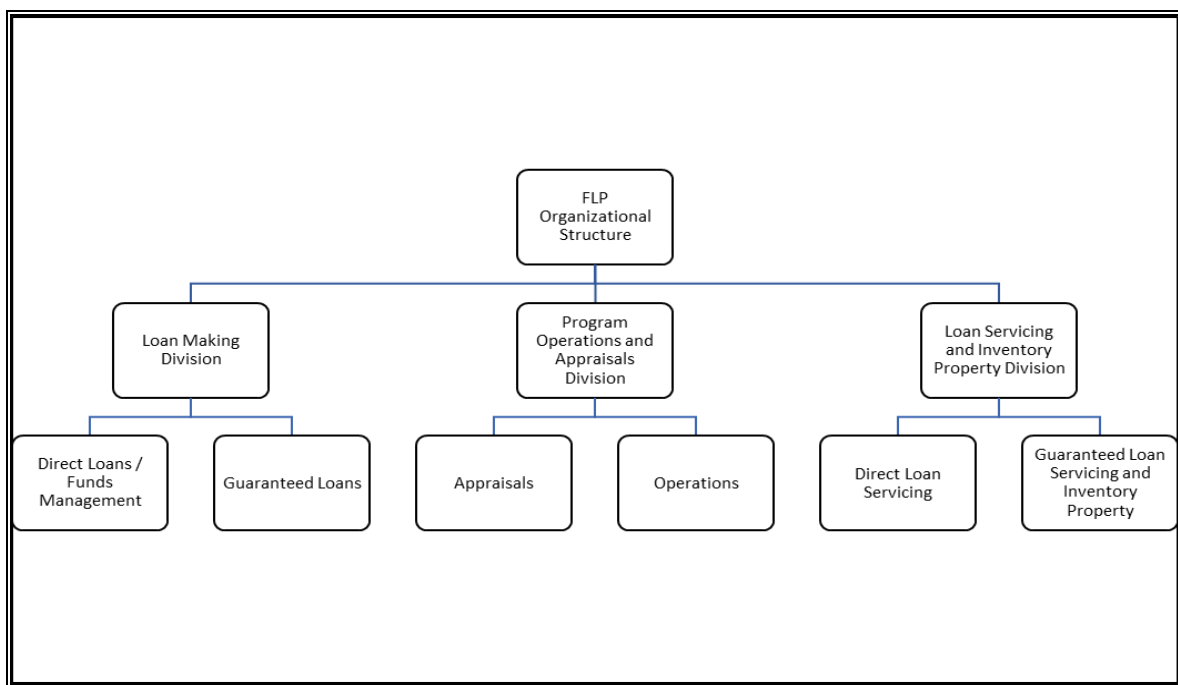 FLP
Organizational
Structure
Loan Making
Division
Program
Operations and
Appraisals
Division
Loan Servicing
and Inventory
Property Division
Direct Loans /
Funds
Management
Guaranteed Loans
Appraisals
Operations
Direct Loan
Servicing
Guaranteed Loan
Servicing and
Inventory
Property